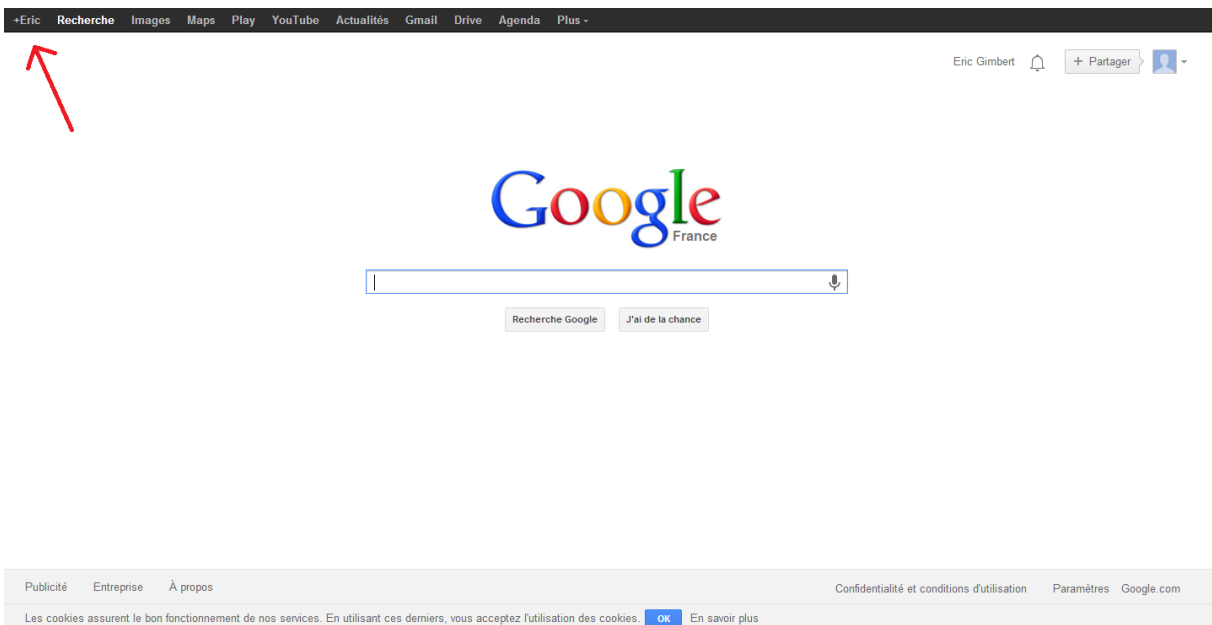 +Eric Recherche Images Maps Play YouTube Actualités Gmail Drive Agenda Plus
Eric Gimbert + Partager
Google
France
Recherche Google J'ai de la chance
Publicité Entreprise À propos Confidentialité et conditions d'utilisation Paramètres Google.com
Les cookies assurent le bon fonctionnement de nos services. En utilisant ces derniers, vous acceptez l'utilisation des cookies. OK En savoir plus